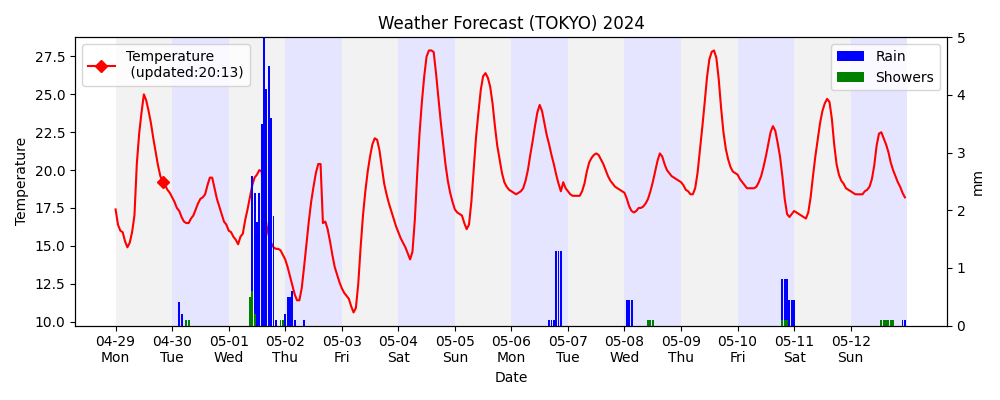 Weather Forecast (TOKYO) 2024
Temperature
(updated:20:13)
Rain
Showers
27.5
25.0
22.5
20.0
17.5
15.0
12.5
10.0
Temperature
5
4
3
2
1
0
mm
04-29 04-30 05-01 05-02 05-03 05-04 05-05 05-06 05-07 05-08 05-09 05-10 05-11 05-12
Mon Tue Wed Thu Fri Sat Sun Mon Tue Wed Thu Fri Sat Sun
Date